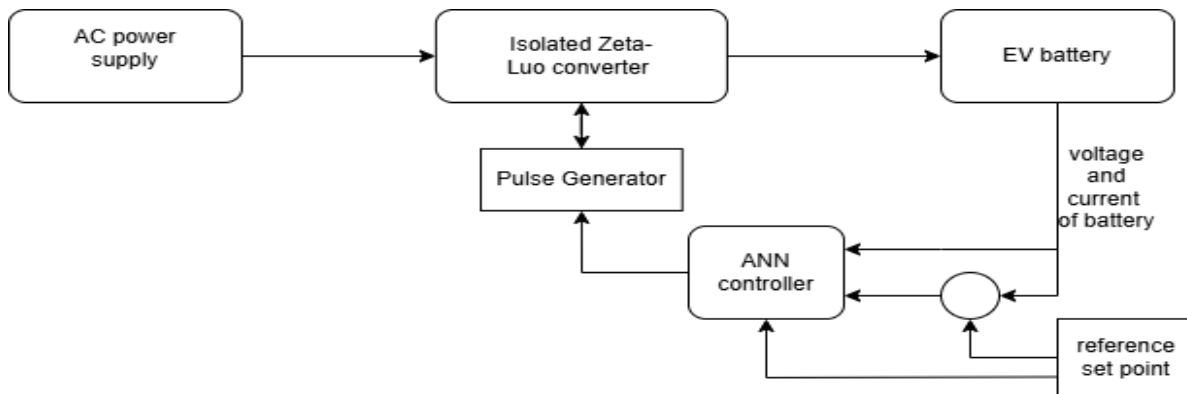 AC power
supply
Isolated Zeta-
Luo converter
EV battery
voltage
and
current
of battery
Pulse Generator
ANN
controller
reference
set point